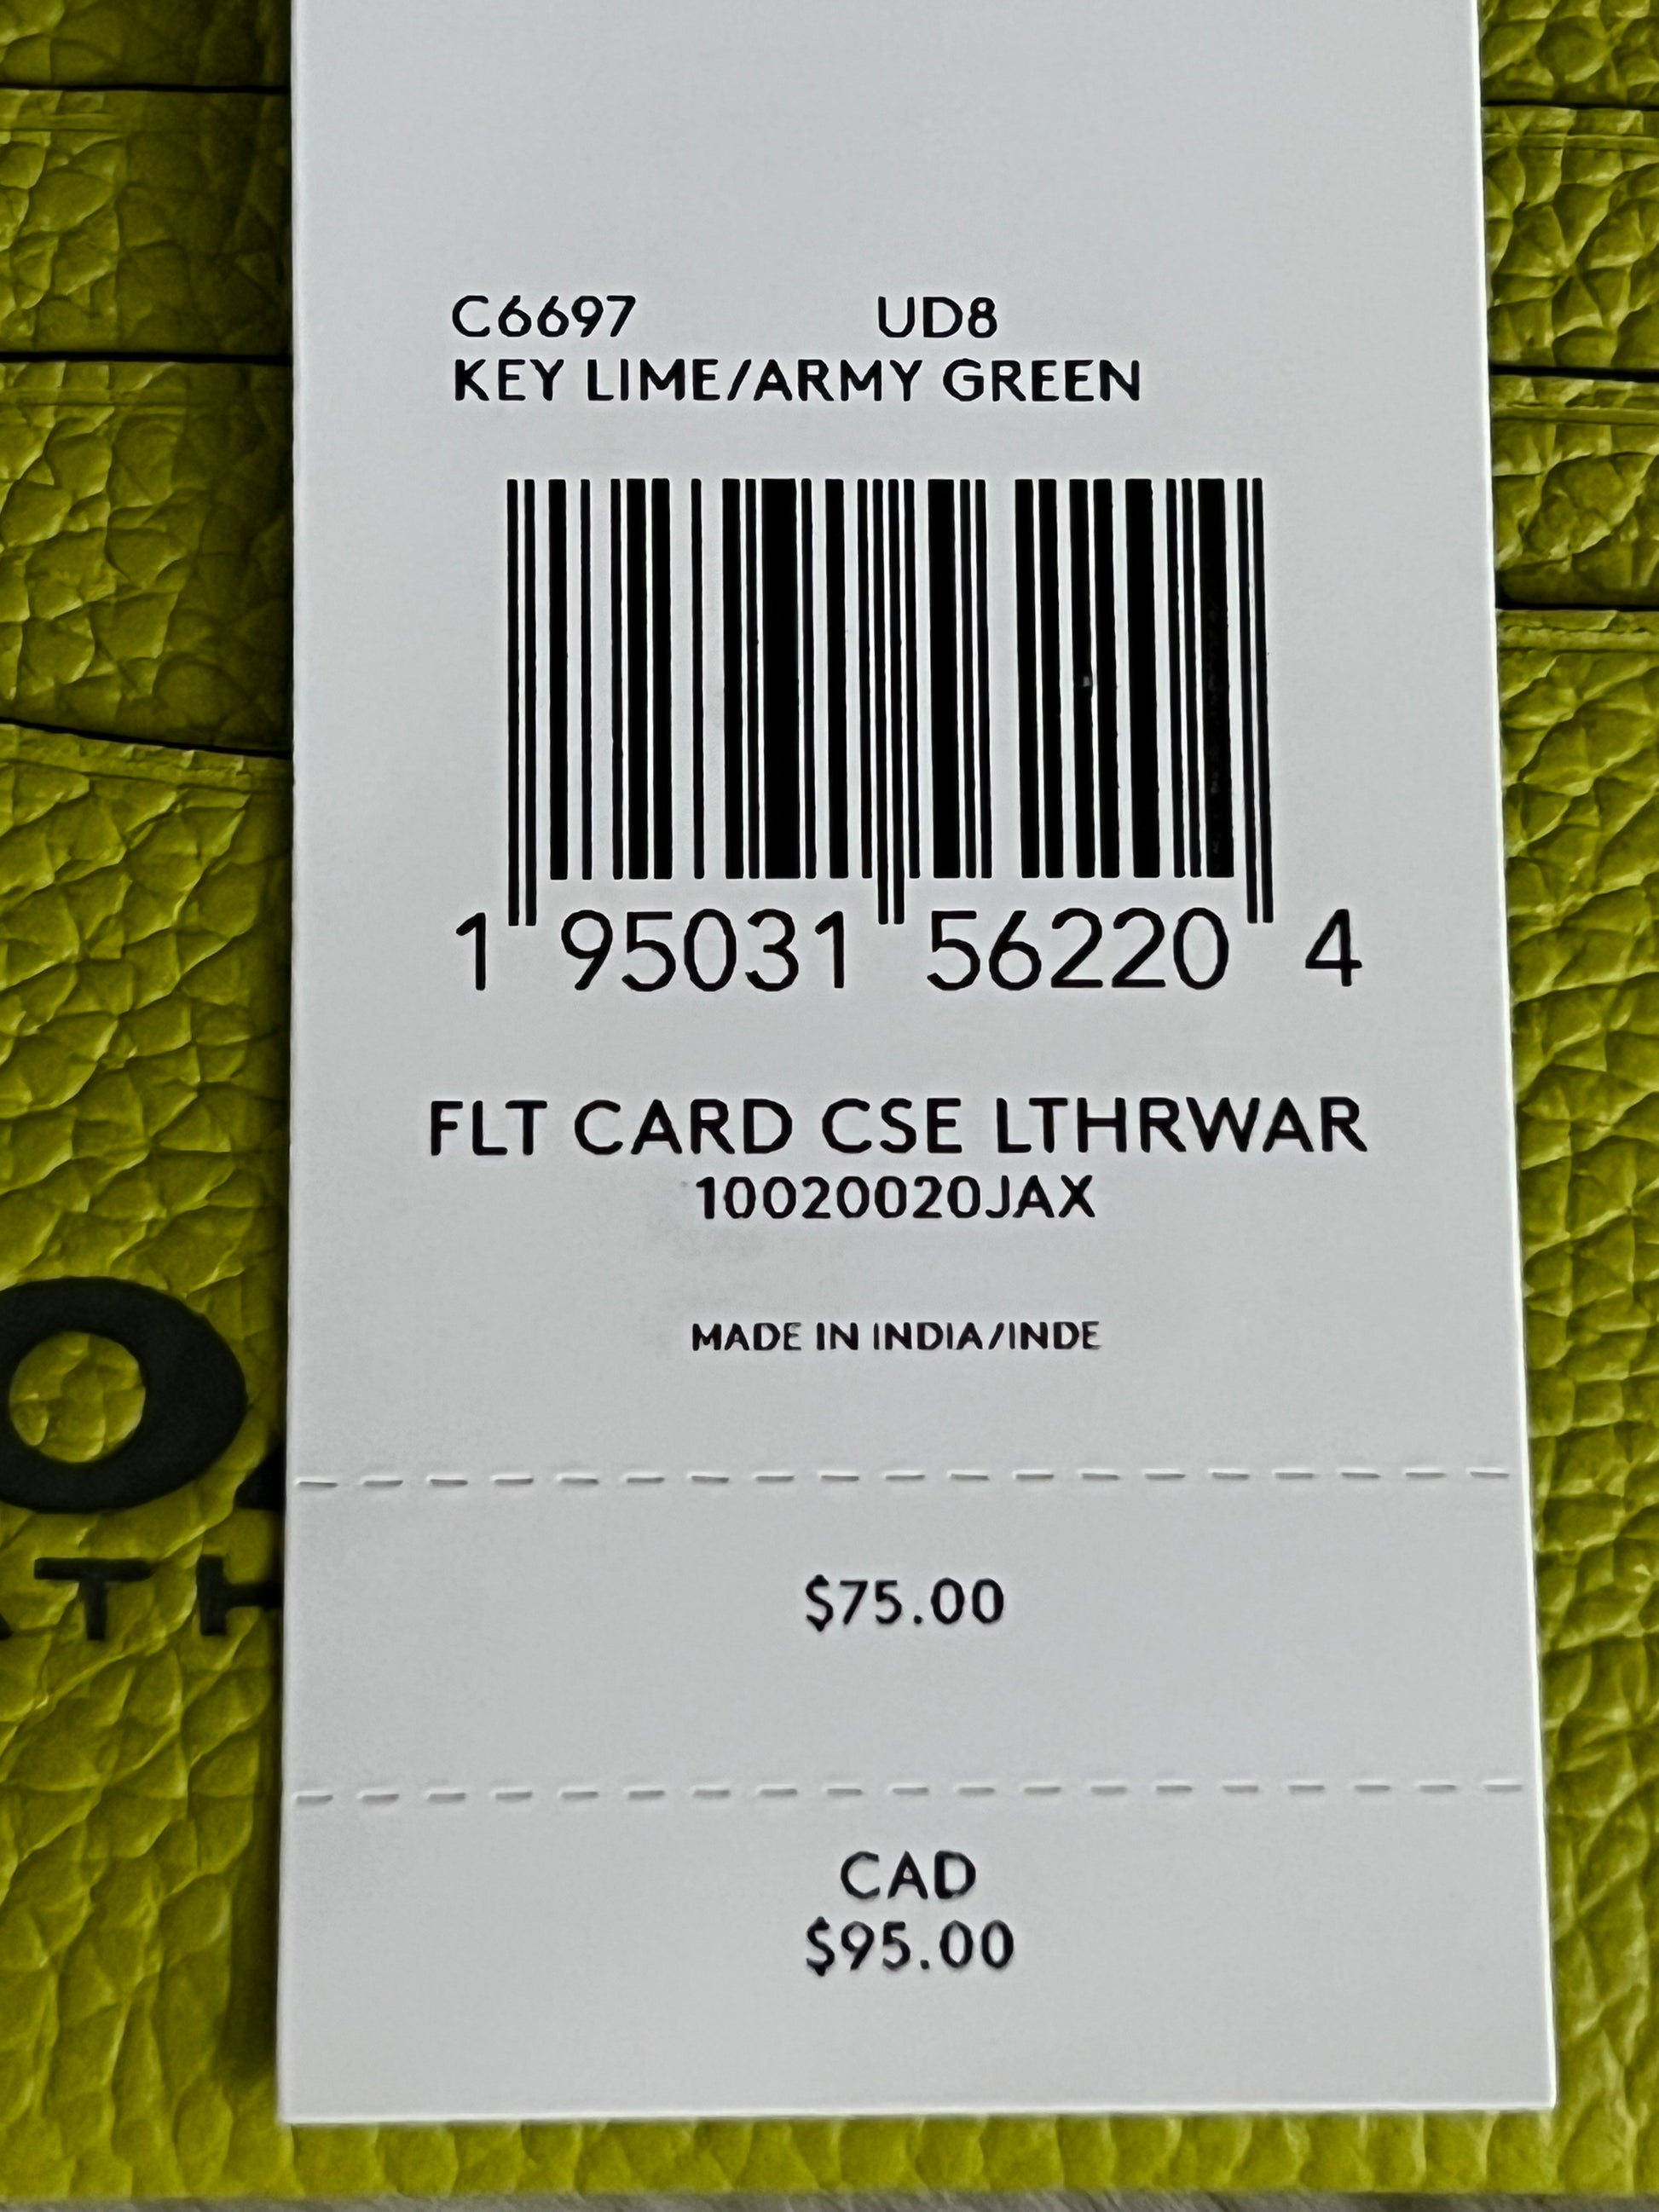 C6697 UD8
KEY LIME/ARMY GREEN
1 95031 56220 4
FLT CARD CSE LTHRWAR
10020020JAX
MADE IN INDIA/INDE
$75.00
CAD
$95.00